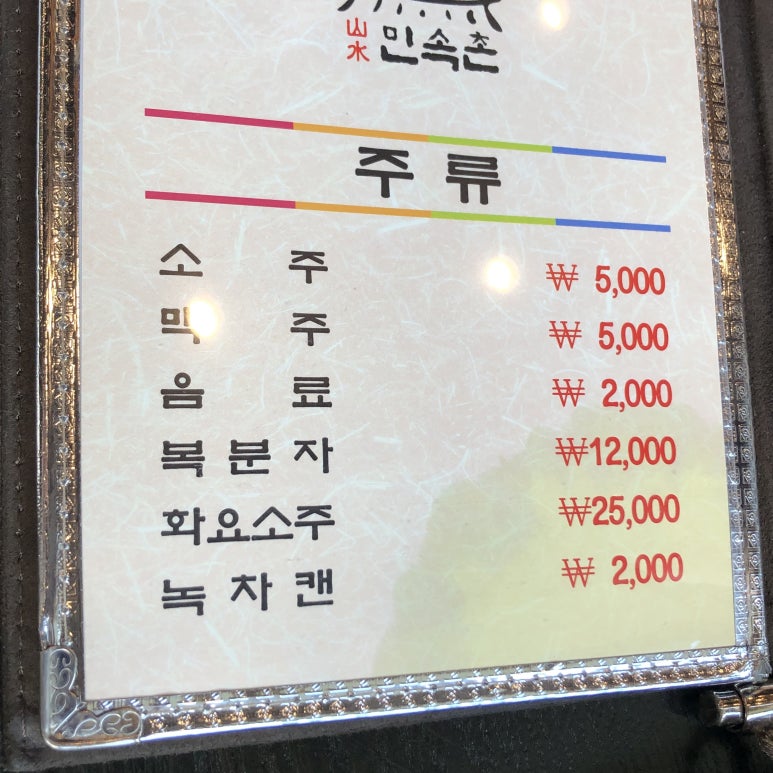 山水 민속촌
주류
소주 ₩ 5,000
맥주 ₩ 5,000
음료 ₩ 2,000
복분자 ₩12,000
화요소주 ₩25,000
녹차캔 ₩ 2,000